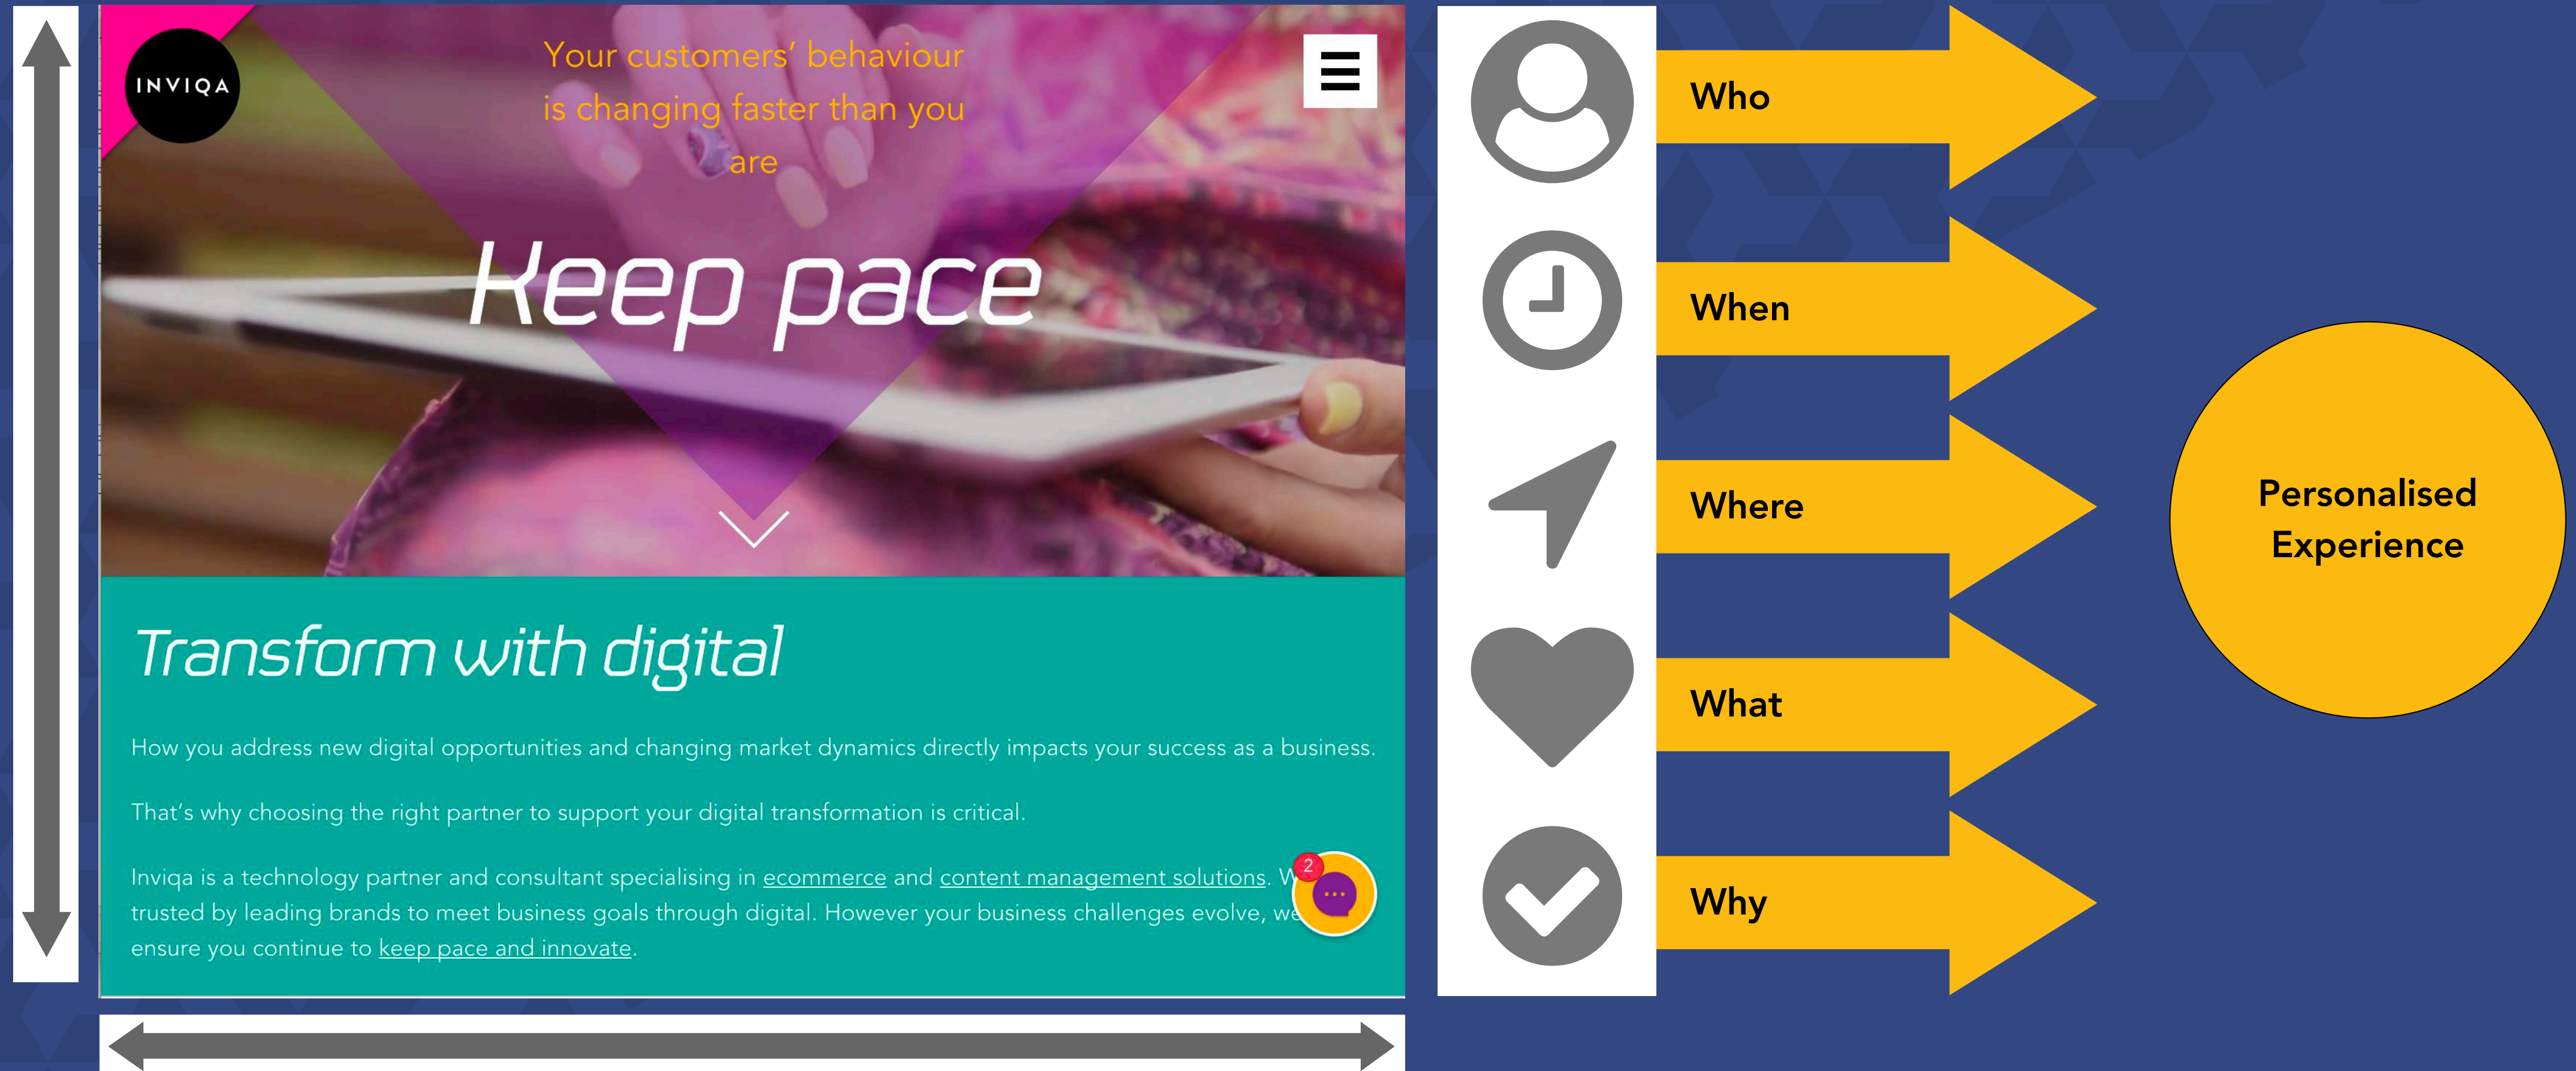 INVIQA
Your customers’ behaviour
is changing faster than you
are
Keep pace
Transform with digital
How you address new digital opportunities and changing market dynamics directly impacts your success as a business.
That’s why choosing the right partner to support your digital transformation is critical.
Inviqa is a technology partner and consultant specialising in ecommerce and content management solutions.
trusted by leading brands to meet business goals through digital. However your business challenges evolve, we
ensure you continue to keep pace and innovate.
2
Who
When
Where
What
Why
Personalised
Experience